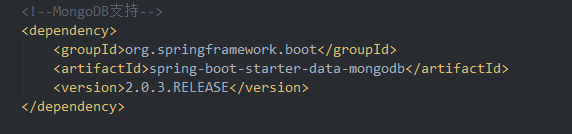 <!--MongoDB支持-->
<dependency>
<groupId>org.springframework.boot</groupId>
<artifactId>spring-boot-starter-data-mongodb</artifactId>
<version>2.0.3.RELEASE</version>
</dependency>